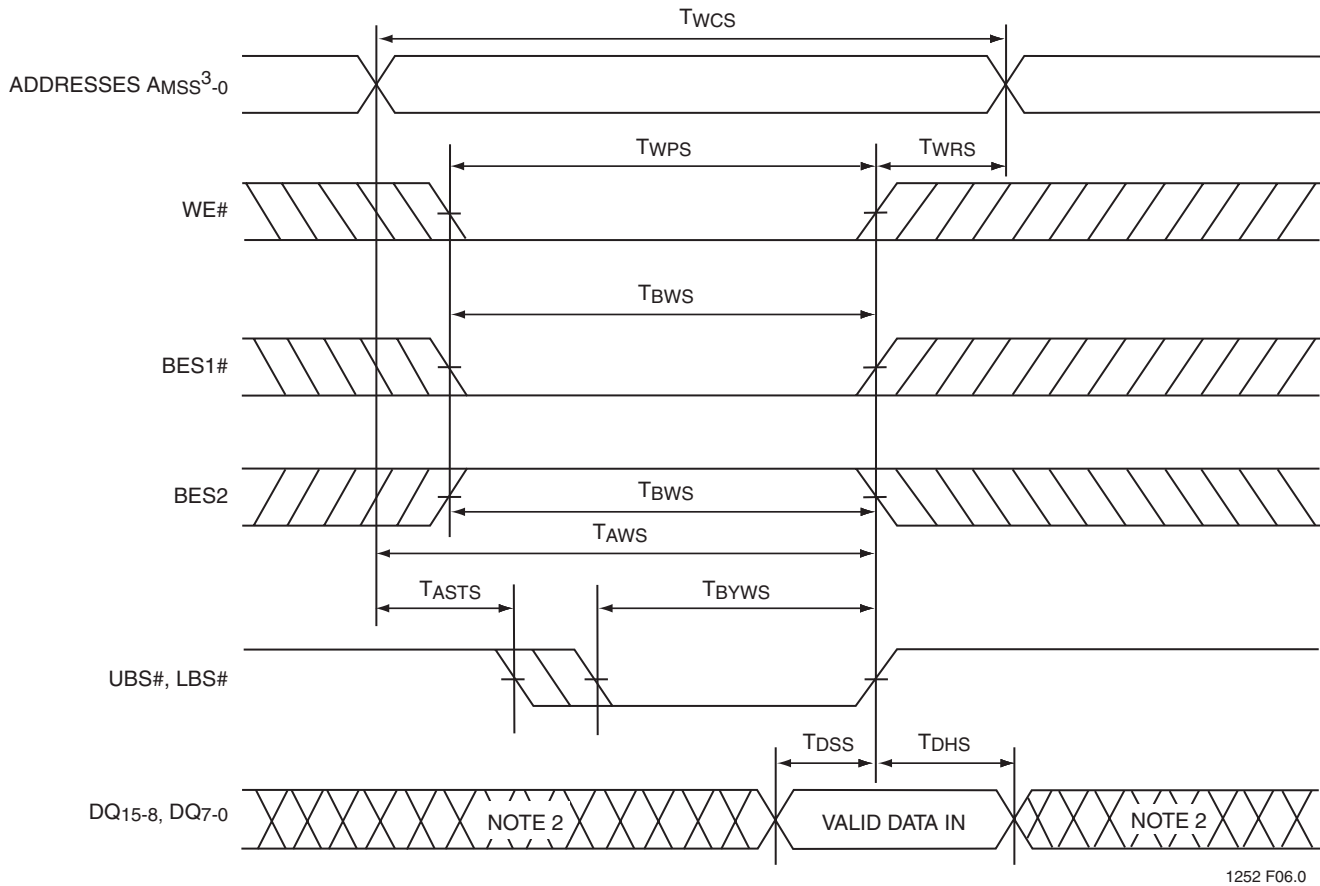 TWCS
ADDRESSES AMSS3-0
TWPS
TWRS
WE#
TBWS
BES1#
BES2
TBWS
TAWS
TASTS
TBYWS
UBS#, LBS#
TDSS
TDHS
DQ15-8, DQ7-0
NOTE 2
VALID DATA IN
NOTE 2
1252 F06.0